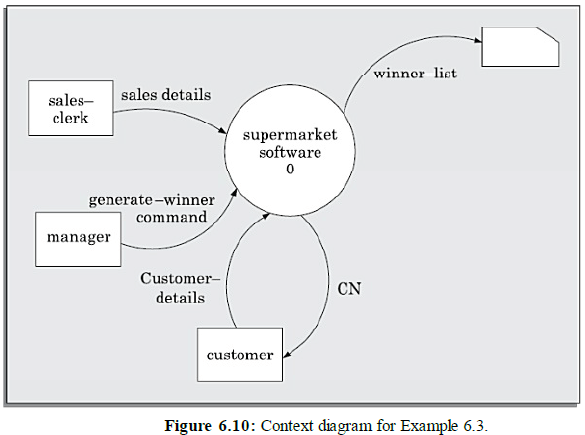 sales–
clerk
sales details
winner list
supermarket
software
0
generate–winner
command
manager
Customer–
details
CN
customer
Figure 6.10: Context diagram for Example 6.3.